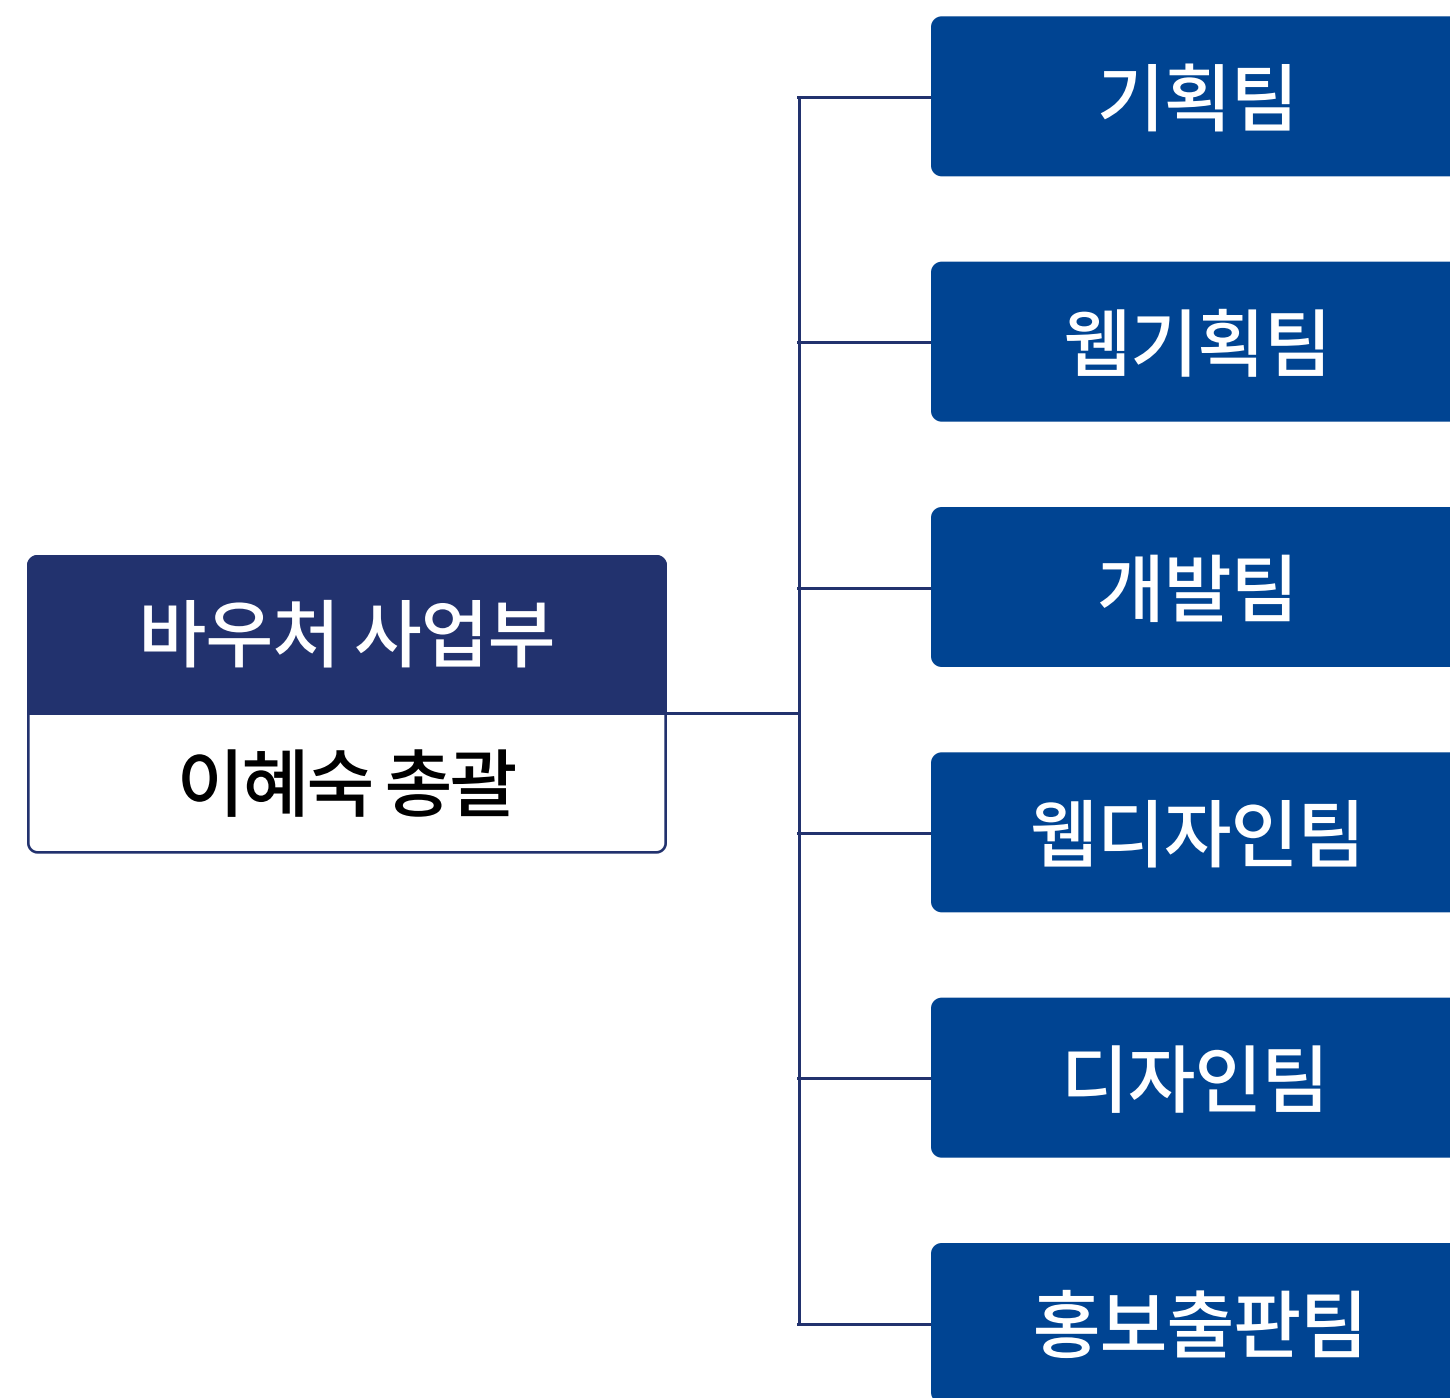 바우처 사업부
이혜숙 총괄
기획팀
웹기획팀
개발팀
웹디자인팀
디자인팀
홍보출판팀